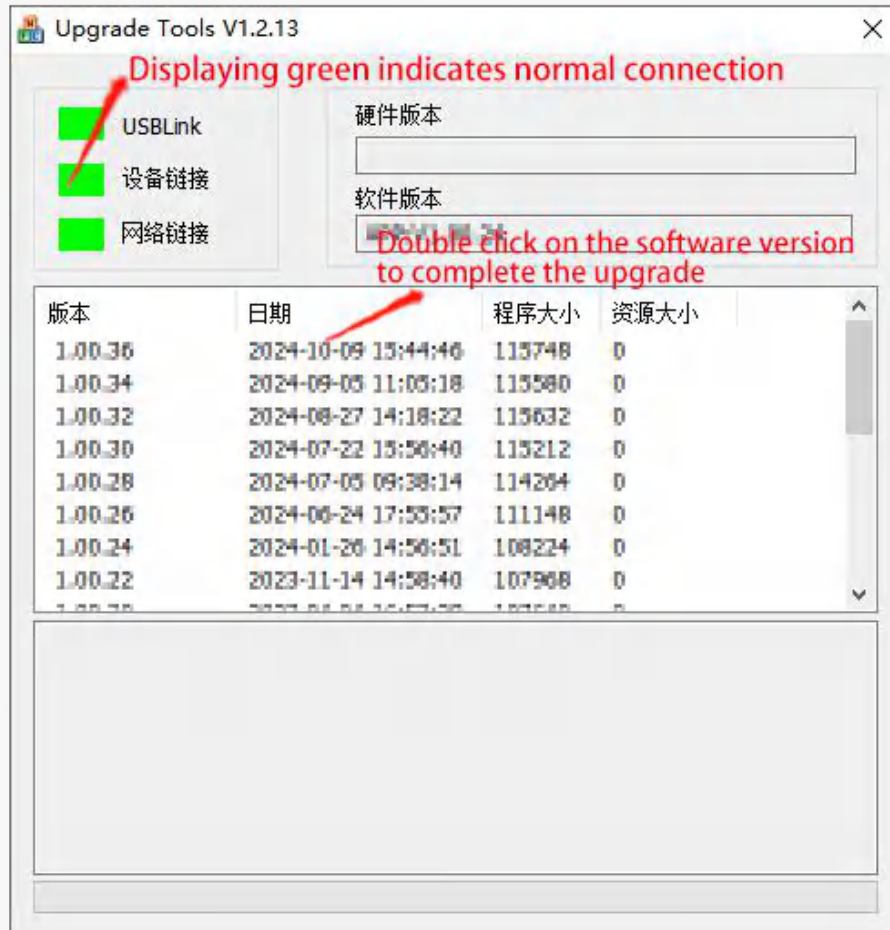 Upgrade Tools V1.2.13
Displaying green indicates normal connection
USBLink
设备链接
网络链接
硬件版本
软件版本
Double click on the software version
to complete the upgrade
版本 日期 程序大小 资源大小
1.00.36 2024-10-09 15:44:46 115748 0
1.00.34 2024-09-05 11:05:18 115580 0
1.00.32 2024-08-27 14:18:22 115632 0
1.00.30 2024-07-22 15:56:40 115212 0
1.00.28 2024-07-05 09:38:14 114264 0
1.00.26 2024-06-24 17:55:57 111148 0
1.00.24 2024-01-26 14:56:51 108224 0
1.00.22 2023-11-14 14:58:40 107968 0